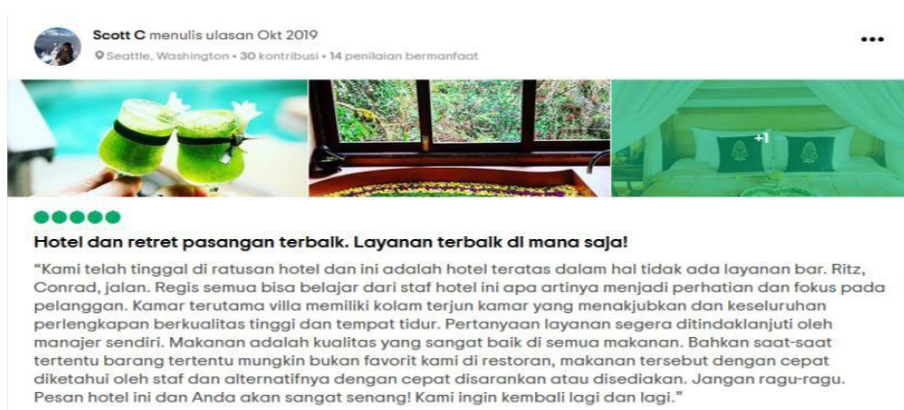 Scott C menulis ulasan Okt 2019
Seattle, Washington • 30 kontribusi • 14 penilaian bermanfaat
+1
Hotel dan retret pasangan terbaik. Layanan terbaik di mana saja!
“Kami telah tinggal di ratusan hotel dan ini adalah hotel teratas dalam hal tidak ada layanan bar. Ritz,
Conrad, jalan. Regis semua bisa belajar dari staf hotel ini apa artinya menjadi perhatian dan fokus pada
pelanggan. Kamar terutama villa memiliki kolam terjun kamar yang menakjubkan dan keseluruhan
perlengkapan berkualitas tinggi dan tempat tidur. Pertanyaan layanan segera ditindaklanjuti oleh
manajer sendiri. Makanan adalah kualitas yang sangat baik di semua makanan. Bahkan saat-saat
tertentu barang tertentu mungkin bukan favorit kami di restoran, makanan tersebut dengan cepat
diketahui oleh staf dan alternatifnya dengan cepat disarankan atau disediakan. Jangan ragu-ragu.
Pesan hotel ini dan Anda akan sangat senang! Kami ingin kembali lagi dan lagi.”